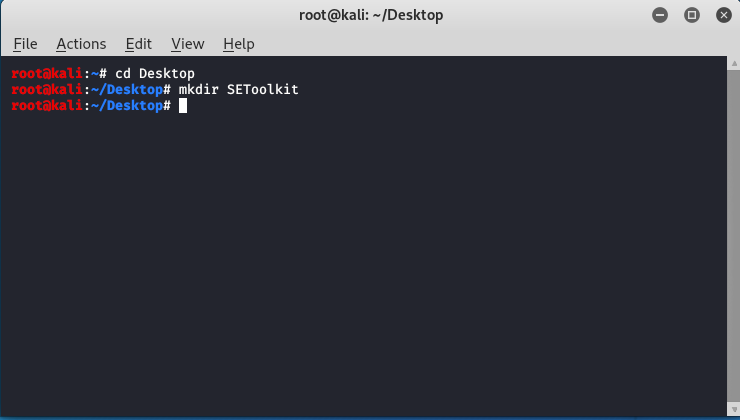 root@kali: ~/Desktop
File Actions Edit View Help
root@kali:~# cd Desktop
root@kali:~/Desktop# mkdir SEToolkit
root@kali:~/Desktop#